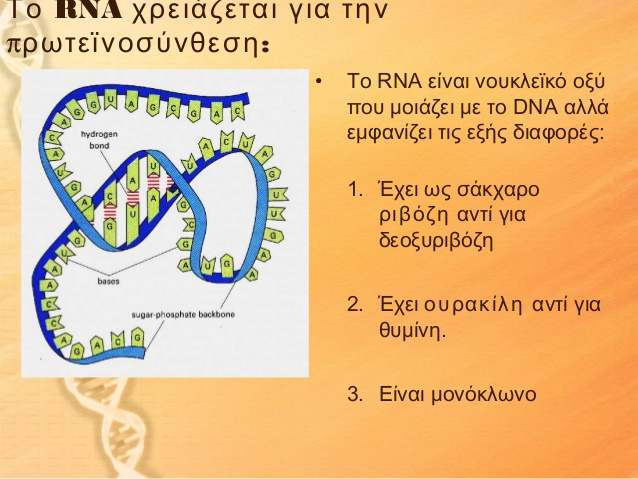 Το RNA χρειάζεται για την
πρωτεϊνοσύνθεση:
• Το RNA είναι νουκλεϊκό οξύ
που μοιάζει με το DNA αλλά
εμφανίζει τις εξής διαφορές:
1. Έχει ως σάκχαρο
ριβόζη αντί για
δεοξυριβόζη
2. Έχει ουρακίλη αντί για
θυμίνη.
3. Είναι μονόκλωνο
hydrogen
bond
bases
sugar-phosphate backbone